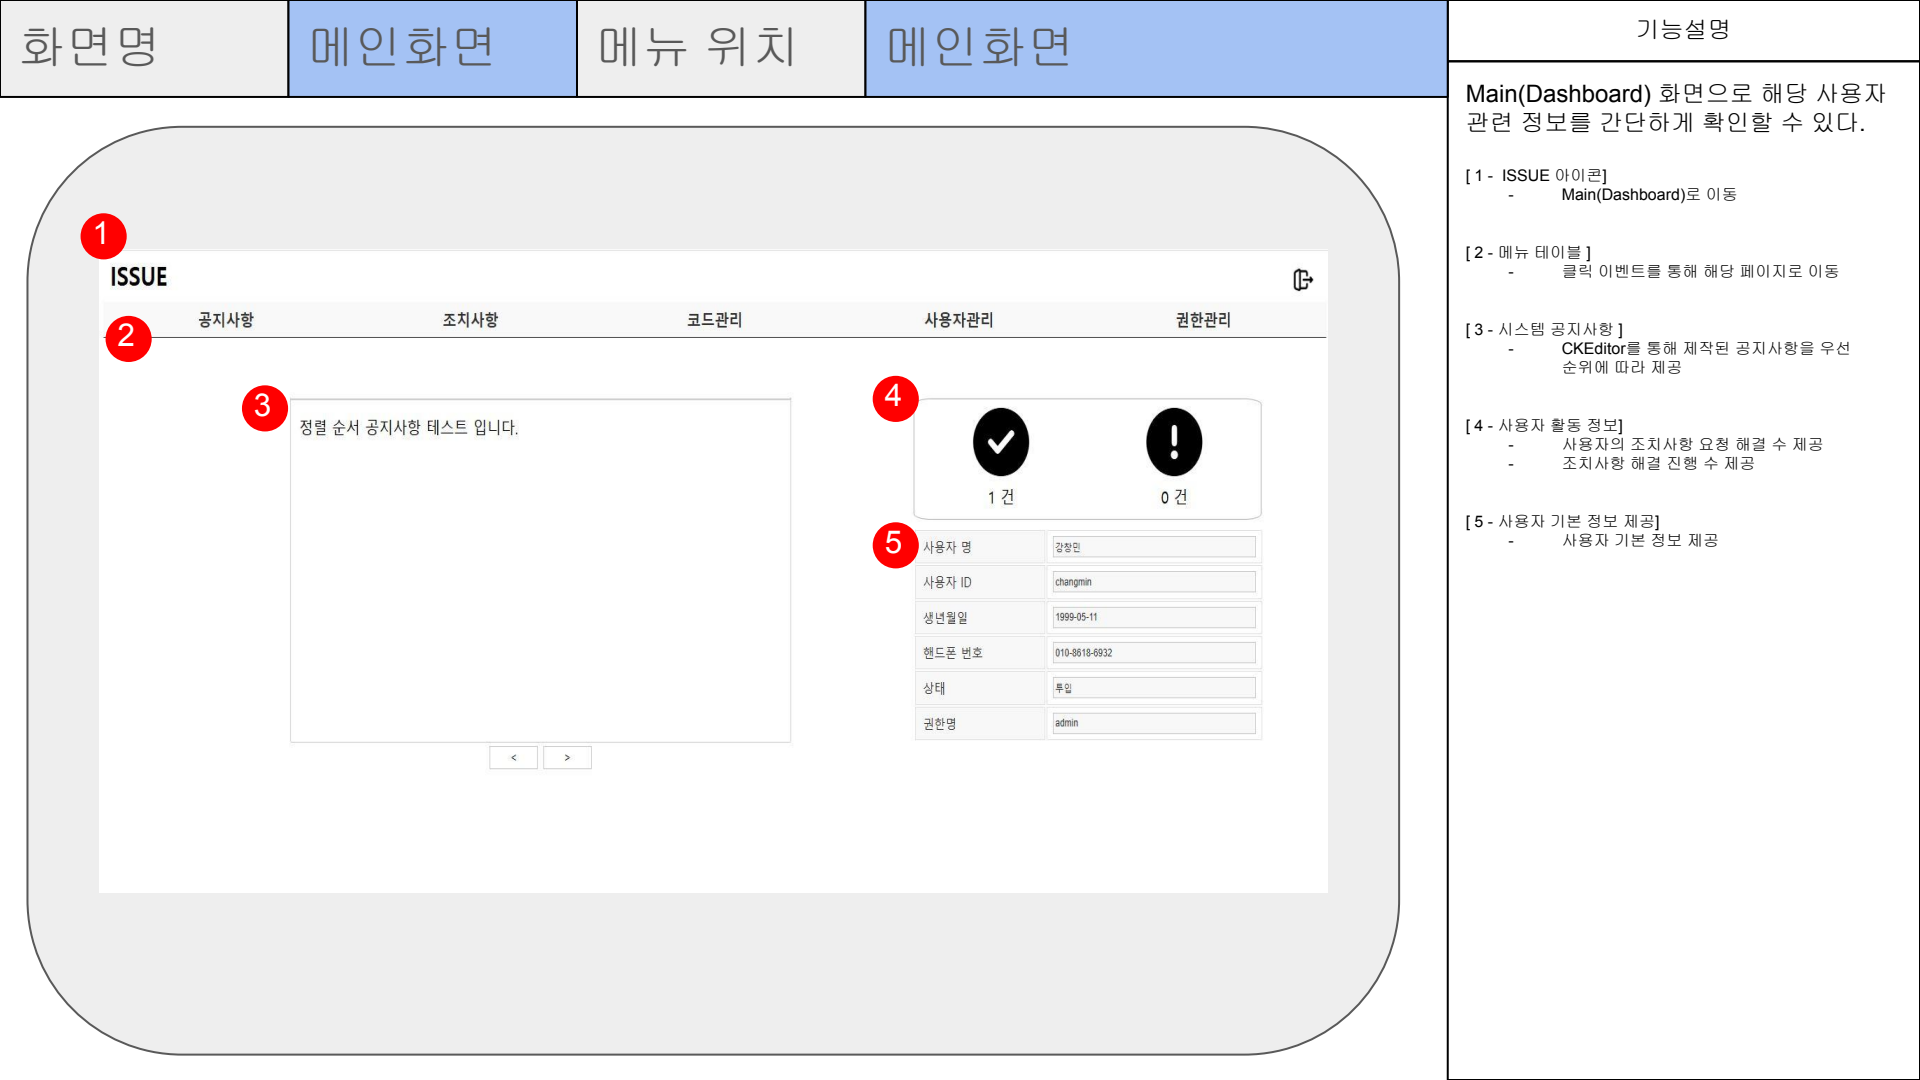 화면명
메인화면
메뉴 위치
메인화면
기능설명
Main(Dashboard) 화면으로 해당 사용자
관련 정보를 간단하게 확인할 수 있다.
[ 1 - ISSUE 아이콘]
- Main(Dashboard)로 이동
[ 2 - 메뉴 테이블 ]
- 클릭 이벤트를 통해 해당 페이지로 이동
[ 3 - 시스템 공지사항 ]
- CKEditor를 통해 제작된 공지사항을 우선
순위에 따라 제공
[ 4 - 사용자 활동 정보]
- 사용자의 조치사항 요청 해결 수 제공
- 조치사항 해결 진행 수 제공
[ 5 - 사용자 기본 정보 제공]
- 사용자 기본 정보 제공
1
ISSUE
2
공지사항 조치사항 코드관리 사용자관리 권한관리
3
정렬 순서 공지사항 테스트 입니다.
< >
4
1 건 0 건
5
사용자 명 강창민
사용자 ID changmin
생년월일 1999-05-11
핸드폰 번호 010-8618-6932
상태 투입
권한명 admin